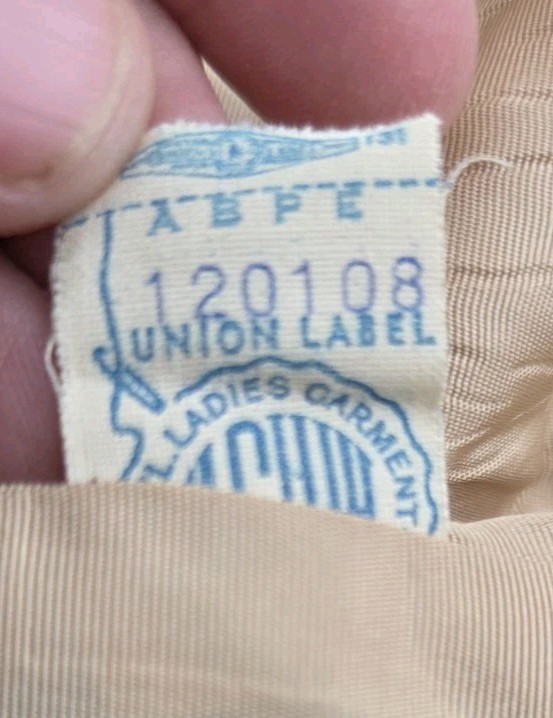 ABPE
120108
UNION LABEL
LADIES GARMENT